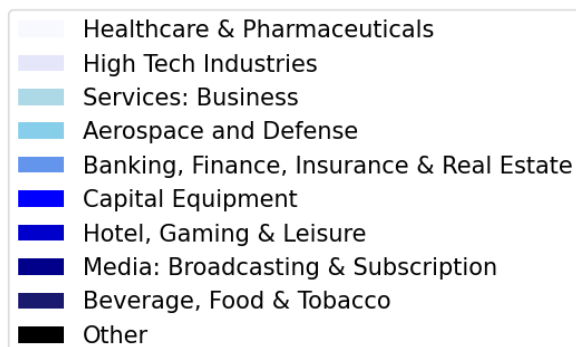 Healthcare & Pharmaceuticals
High Tech Industries
Services: Business
Aerospace and Defense
Banking, Finance, Insurance & Real Estate
Capital Equipment
Hotel, Gaming & Leisure
Media: Broadcasting & Subscription
Beverage, Food & Tobacco
Other